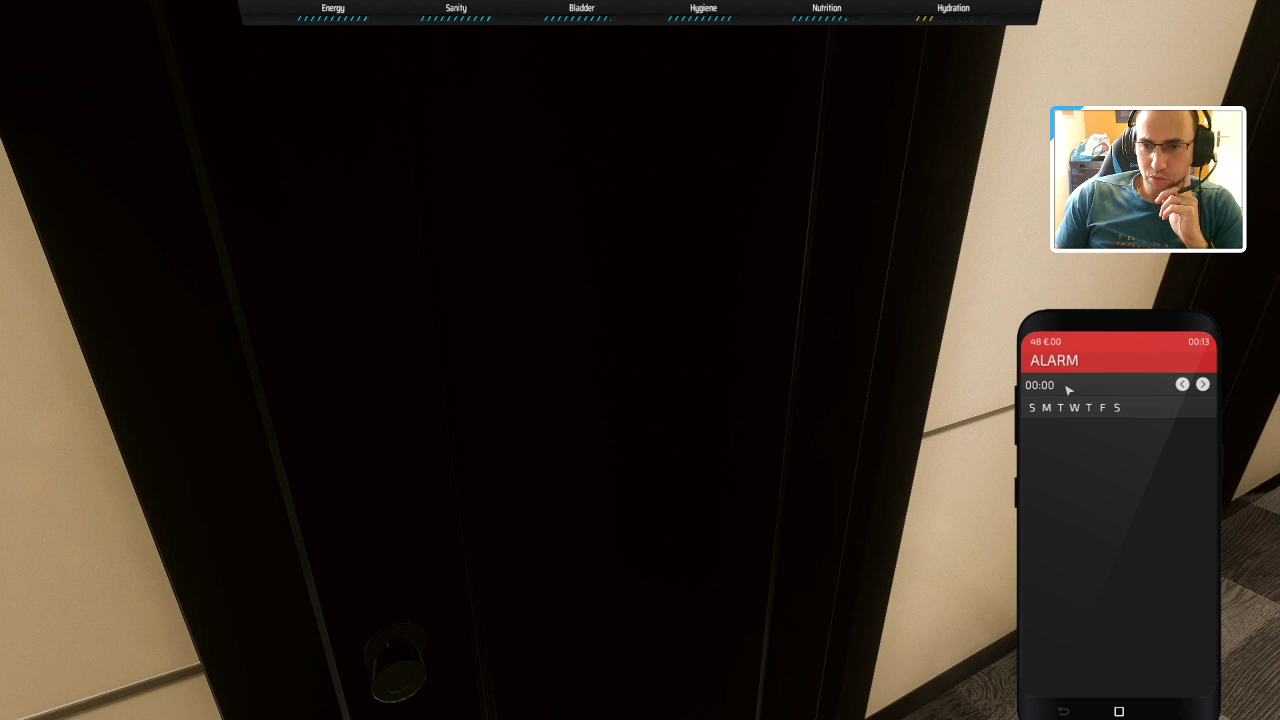 Energy Sanity Bladder Hygiene Nutrition Hydration
48 €.00 00:13
ALARM
00:00
S M T W T F S